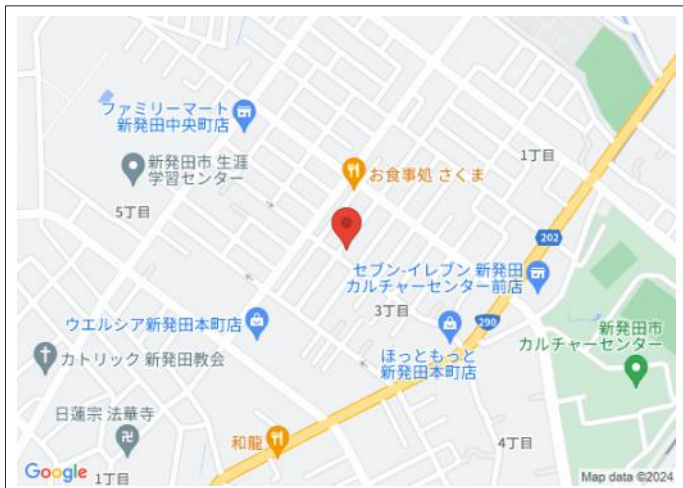 ファミリーマート
新発田中央町店
1丁目
新発田市 生涯
学習センター
お食事処 さくま
5丁目
202
セブン-イレブン 新発田
カルチャーセンター前店
3丁目
ウエルシア新発田本町店
290
新発田市
カルチャーセンター
ほっともっと
新発田本町店
カトリック 新発田教会
日蓮宗 法華寺
和龍
4丁目
Google
1丁目
Map data ©2024